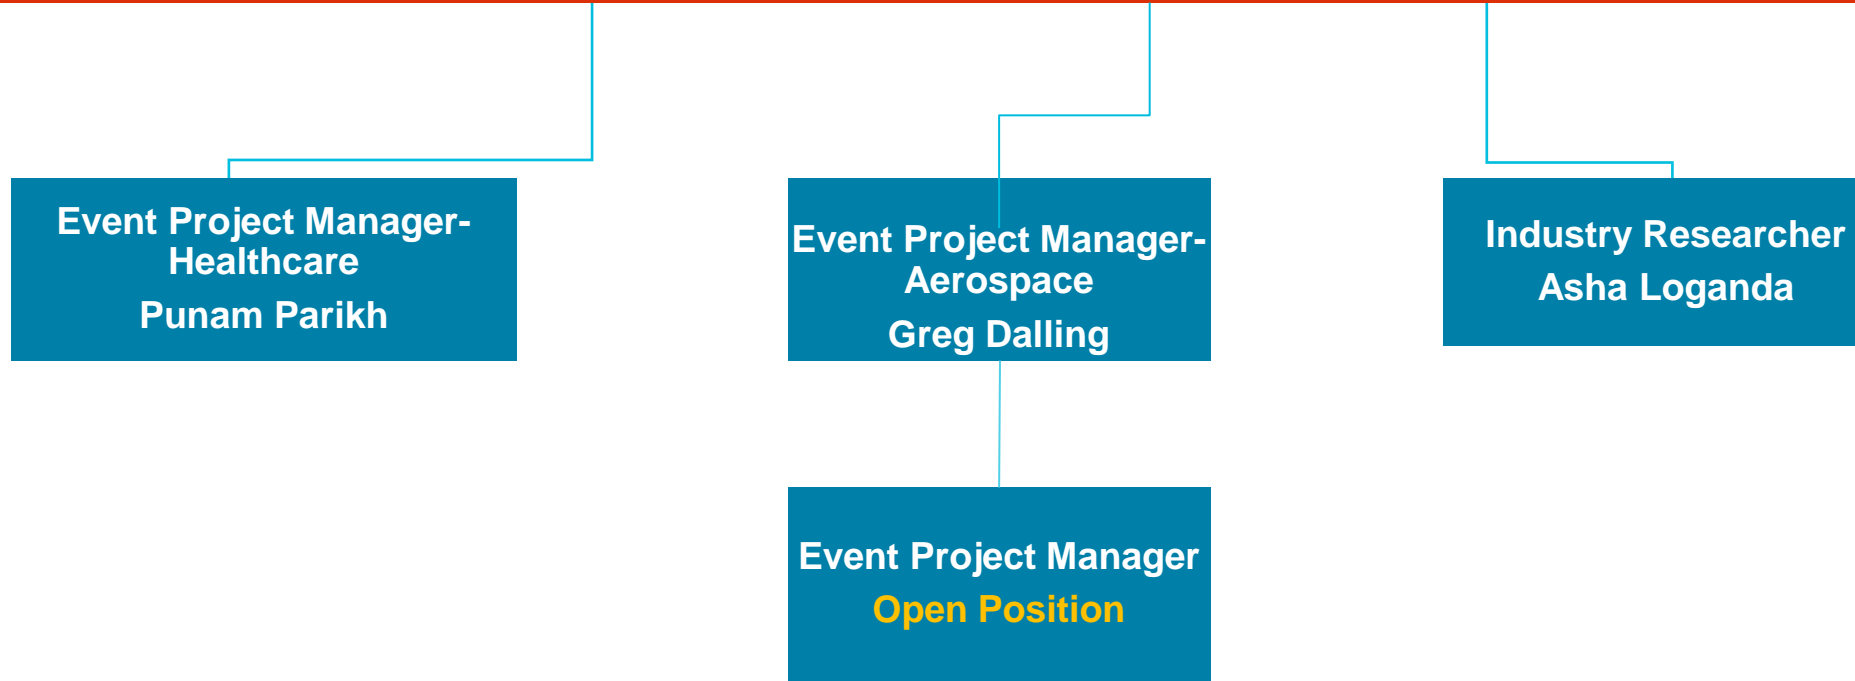 Event Project Manager-
Healthcare
Punam Parikh
Event Project Manager-
Aerospace
Greg Dalling
Industry Researcher
Asha Loganda
Event Project Manager
Open Position